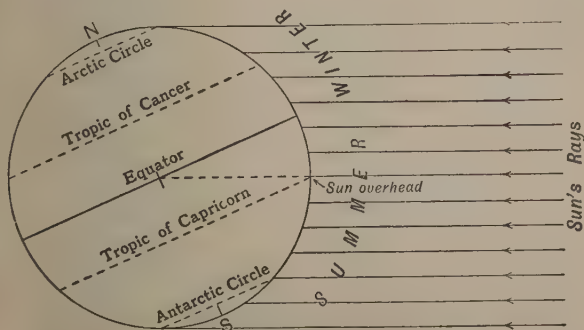 N
WINTER
Arctic Circle
Tropic of Cancer
Equator
SUMMER
Sun overhead
Sun's Rays
Tropic of Capricorn
Antarctic Circle
S